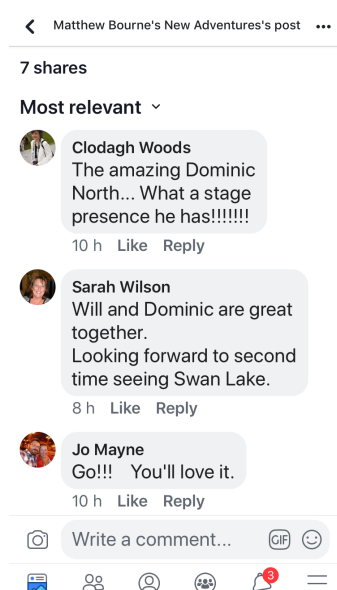 Matthew Bourne's New Adventures's post
7 shares
Most relevant
Clodagh Woods
The amazing Dominic
North... What a stage
presence he has!!!!!!!
10 h Like Reply
Sarah Wilson
Will and Dominic are great
together.
Looking forward to second
time seeing Swan Lake.
8 h Like Reply
Jo Mayne
Go!!! You'll love it.
10 h Like Reply
Write a comment... GIF
3